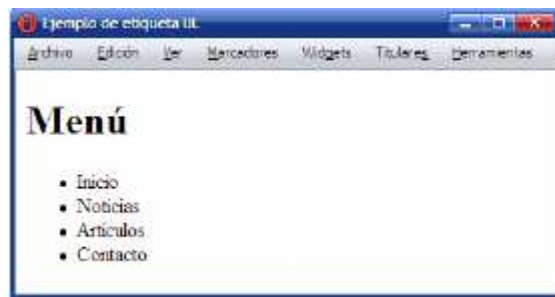 Ejemplo de etiqueta UL
Archivo Edición Ver Marcadores Widgets Titulares Herramientas
Menú
Inicio
Noticias
Artículos
Contacto